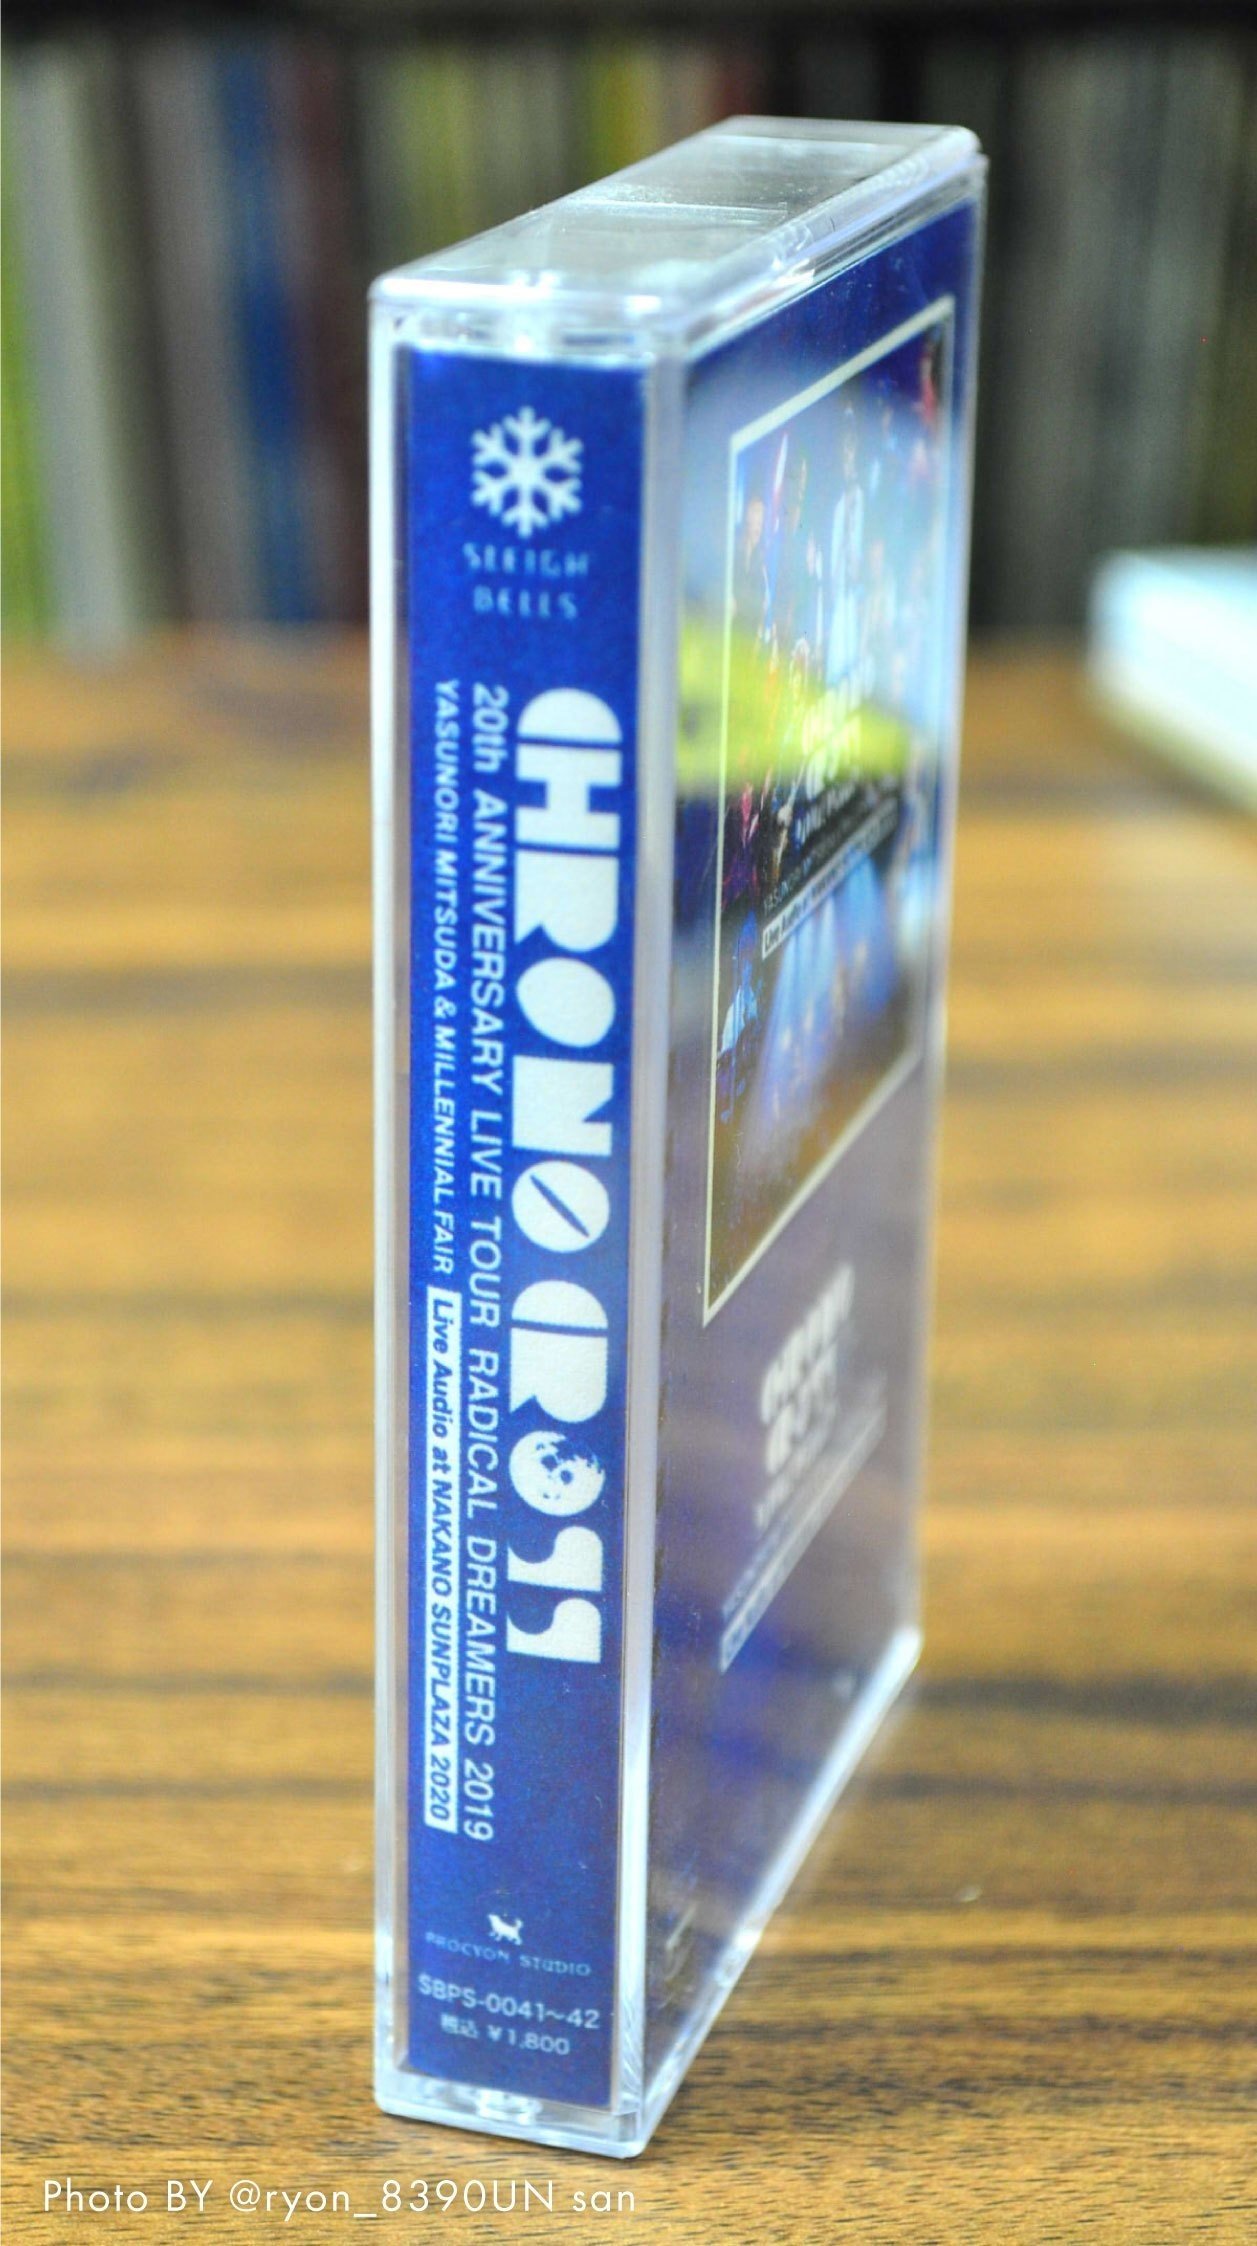 SLEIGH
BELLS
CHRONO CROSS
20th ANNIVERSARY LIVE TOUR RADICAL DREAMERS 2019
YASUNORI MITSUDA & MILLENNIAL FAIR Live Audio at NAKANO SUNPLAZA 2020
PROCYON STUDIO
SBPS-0041~42
税込 ¥1,800
Photo BY @ryon_8390UN san